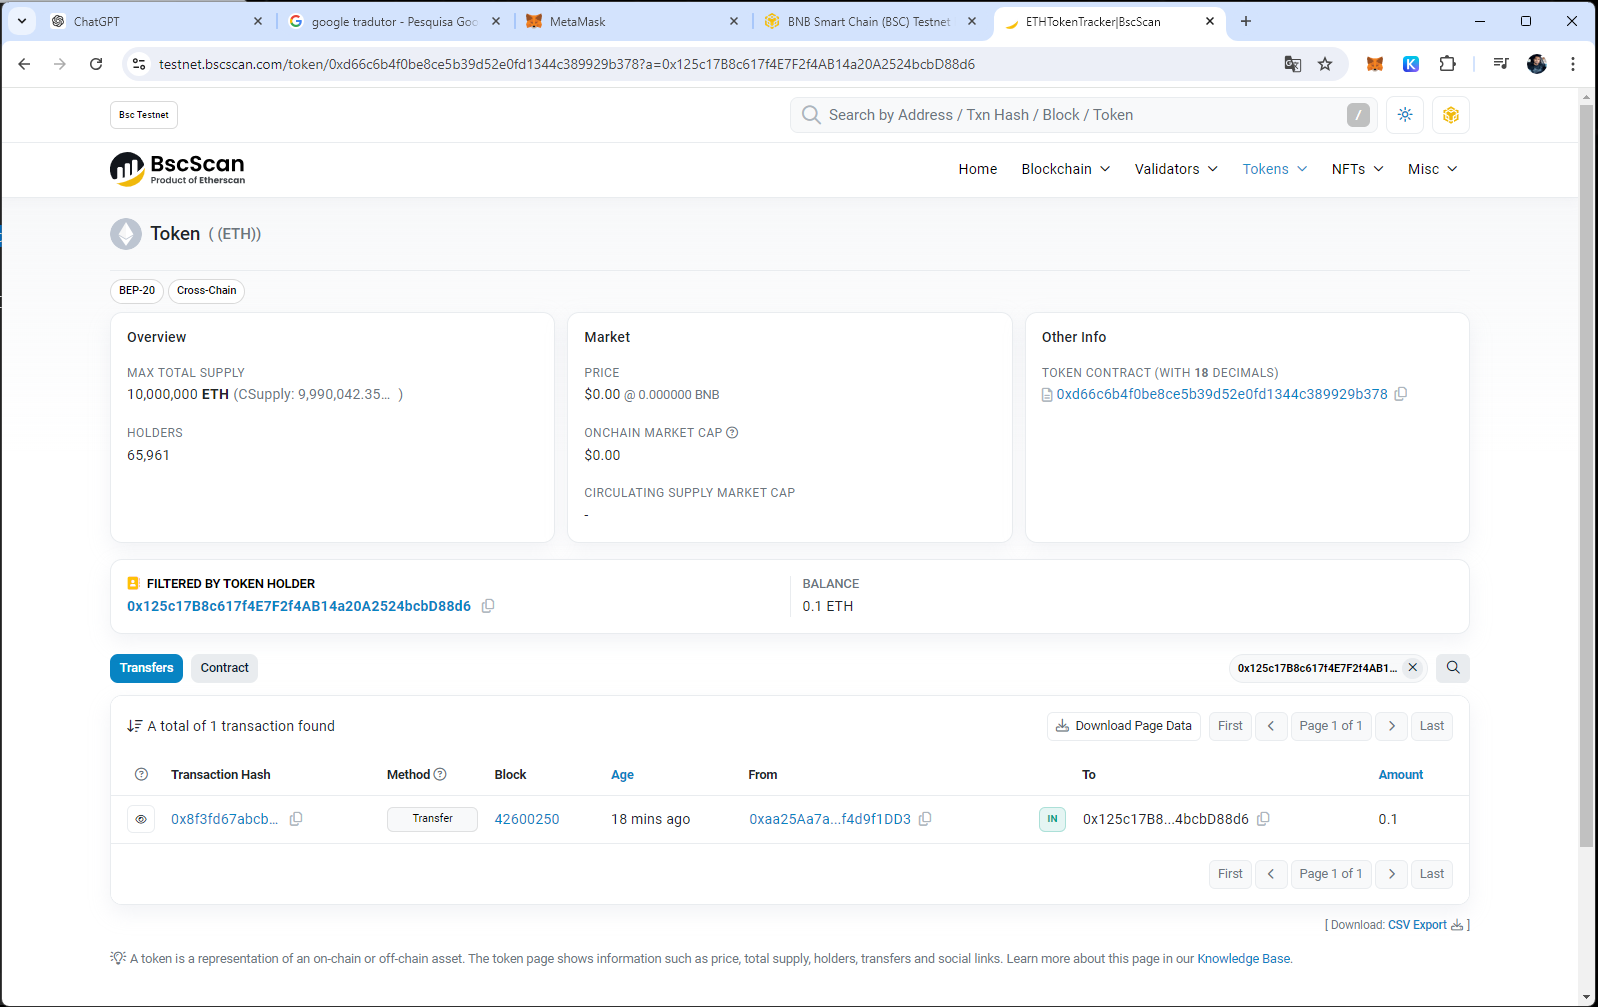 ChatGPT
google tradutor - Pesquisa Goo
MetaMask
BNB Smart Chain (BSC) Testnet
ETHTokenTracker|BscScan
testnet.bscscan.com/token/0xd66c6b4f0be8ce5b39d52e0fd1344c389929b378?a=0x125c17B8c617f4E7F2f4AB14a20A2524bcbD88d6
Bsc Testnet
Search by Address / Txn Hash / Block / Token
/
BscScan
Product of Etherscan
Home
Blockchain
Validators
Tokens
NFTs
Misc
Token ( (ETH))
BEP-20
Cross-Chain
Overview
MAX TOTAL SUPPLY
10,000,000 ETH (CSupply: 9,990,042.35... )
HOLDERS
65,961
Market
PRICE
$0.00 @ 0.000000 BNB
ONCHAIN MARKET CAP
$0.00
CIRCULATING SUPPLY MARKET CAP
-
Other Info
TOKEN CONTRACT (WITH 18 DECIMALS)
0xd66c6b4f0be8ce5b39d52e0fd1344c389929b378
FILTERED BY TOKEN HOLDER
0x125c17B8c617f4E7F2f4AB14a20A2524bcbD88d6
BALANCE
0.1 ETH
Transfers
Contract
0x125c17B8c617f4E7F2f4AB1...
A total of 1 transaction found
Download Page Data
First
Page 1 of 1
Last
Transaction Hash
Method
Block
Age
From
To
Amount
0x8f3fd67abcb...
Transfer
42600250
18 mins ago
0xaa25Aa7a...f4d9f1DD3
IN
0x125c17B8...4bcbD88d6
0.1
First
Page 1 of 1
Last
[ Download: CSV Export ]
A token is a representation of an on-chain or off-chain asset. The token page shows information such as price, total supply, holders, transfers and social links. Learn more about this page in our Knowledge Base.